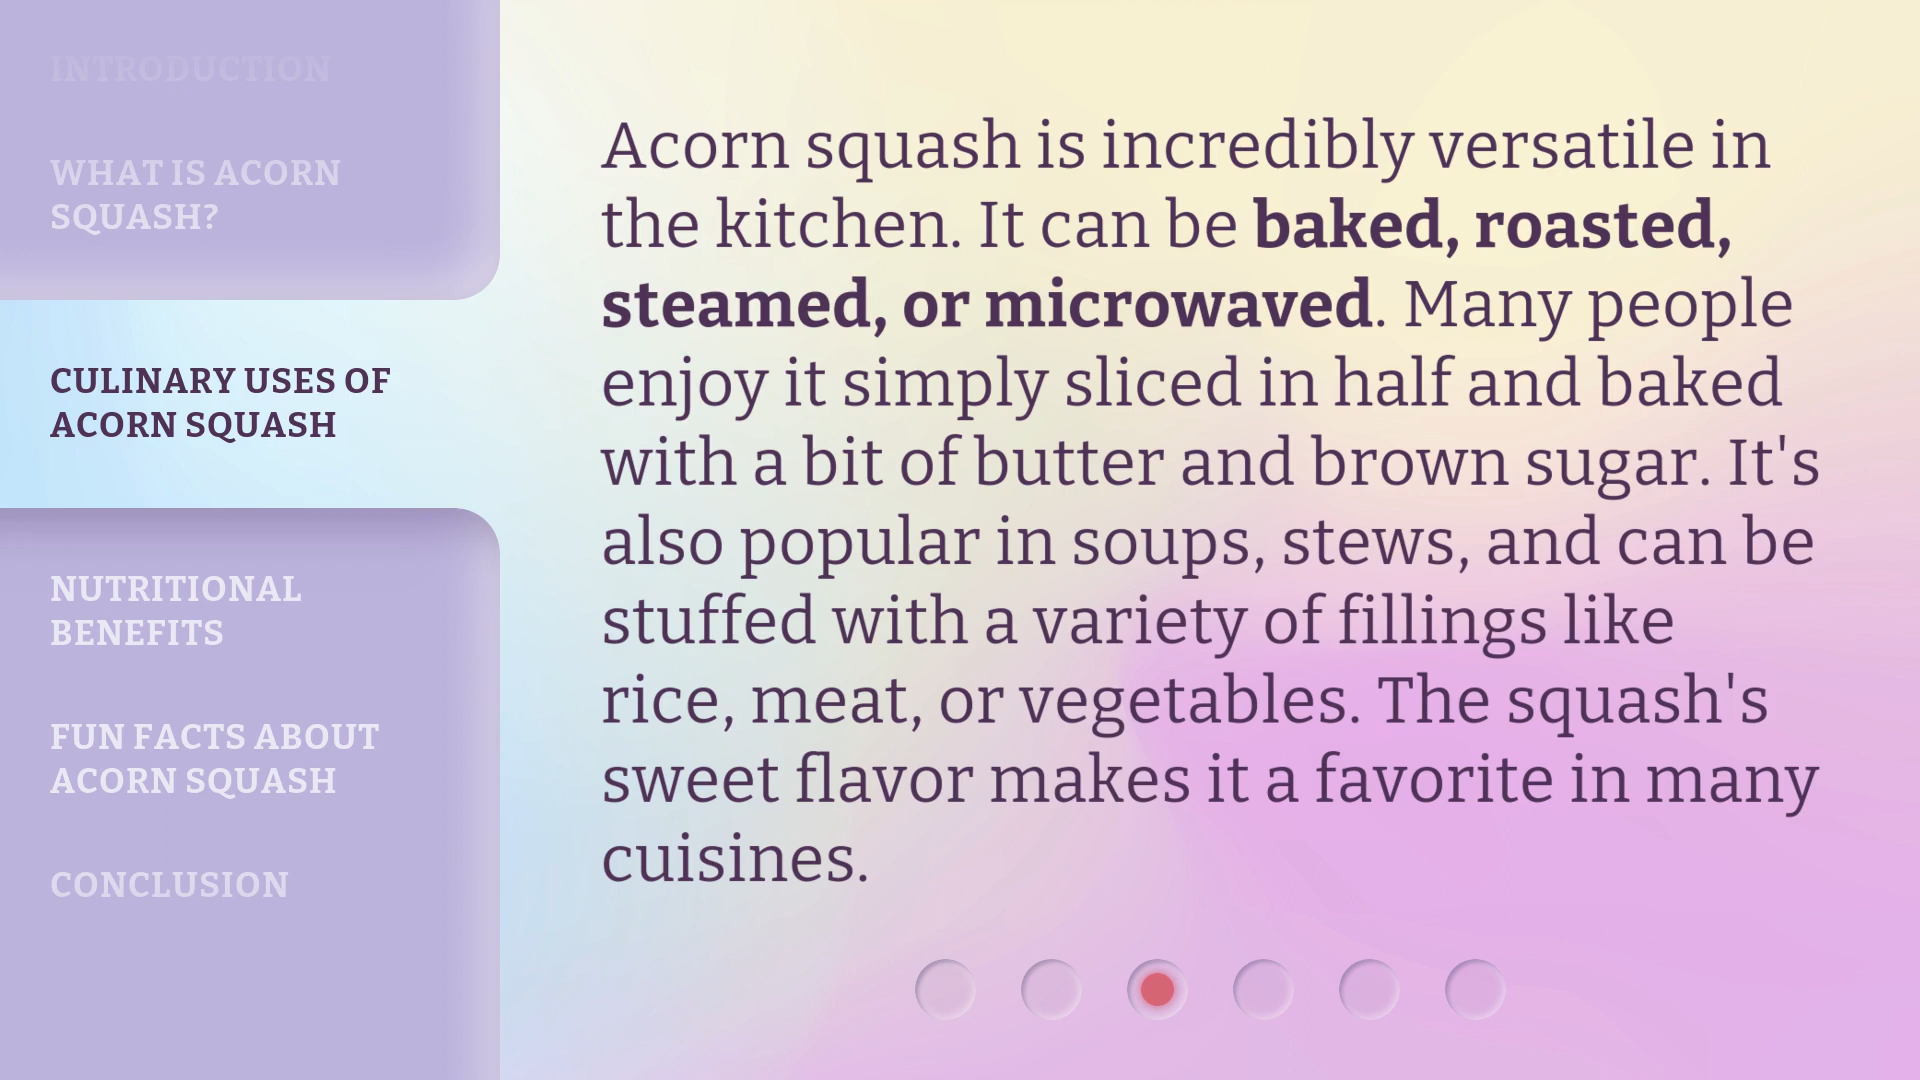 INTRODUCTION
WHAT IS ACORN
SQUASH?
CULINARY USES OF
ACORN SQUASH
NUTRITIONAL
BENEFITS
FUN FACTS ABOUT
ACORN SQUASH
CONCLUSION
Acorn squash is incredibly versatile in
the kitchen. It can be baked, roasted,
steamed, or microwaved. Many people
enjoy it simply sliced in half and baked
with a bit of butter and brown sugar. It's
also popular in soups, stews, and can be
stuffed with a variety of fillings like
rice, meat, or vegetables. The squash's
sweet flavor makes it a favorite in many
cuisines.